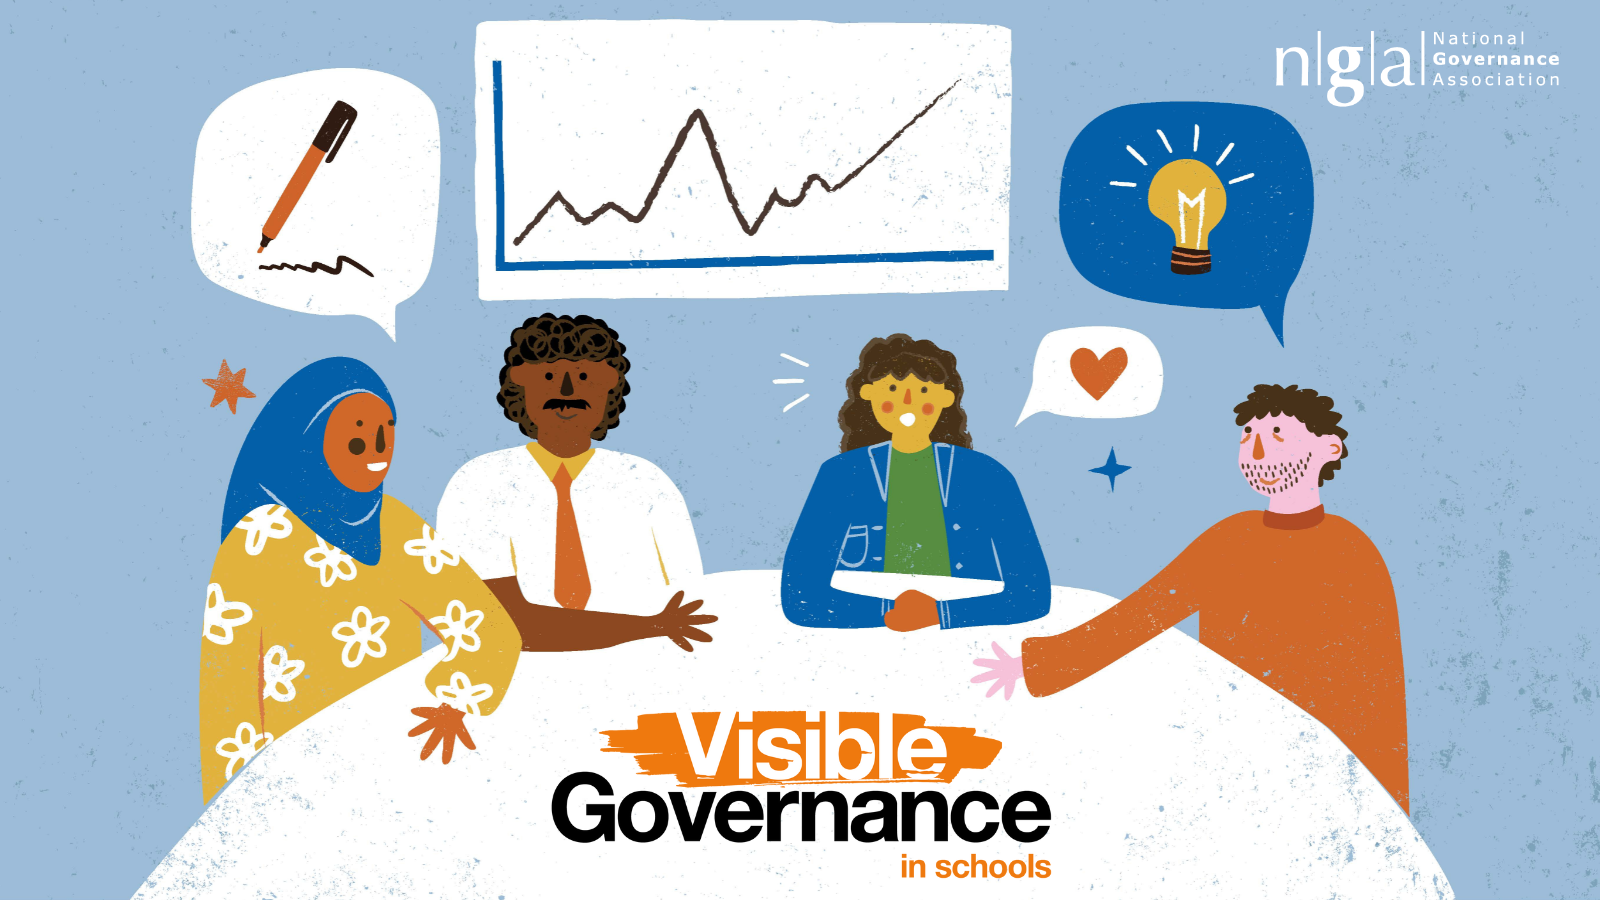 n|g|a|
National
Governance
Association
Visible
Governance
in schools